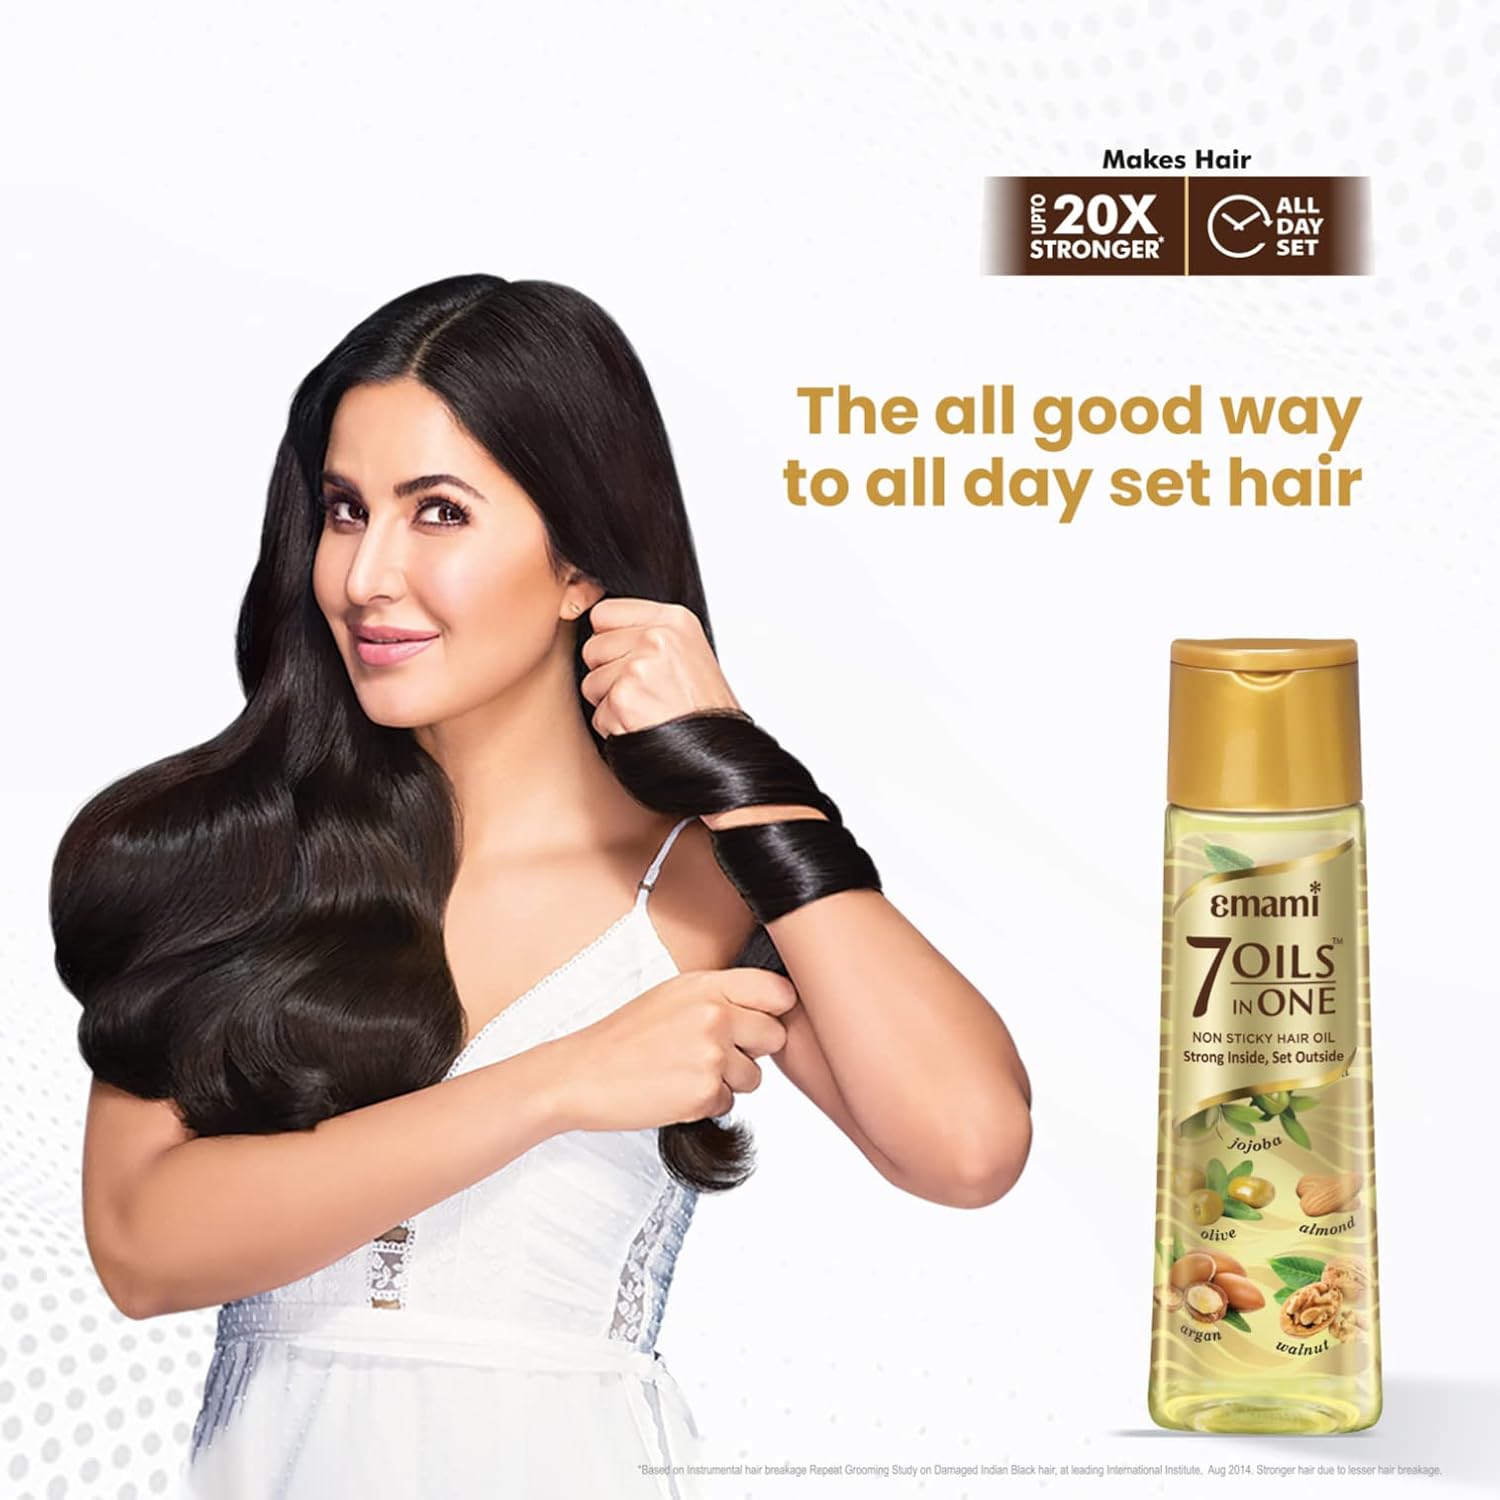 Makes Hair
UPTO
20X
STRONGER*
ALL
DAY
SET
The all good way
to all day set hair
emami*
7 OILS™
IN ONE
NON STICKY HAIR OIL
Strong Inside, Set Outside
jojoba
olive
almond
argan
walnut
*Based on Instrumental hair breakage Repeat Grooming Study on Damaged Indian Black hair, at leading International Institute, Aug 2014. Stronger hair due to lesser hair breakage.